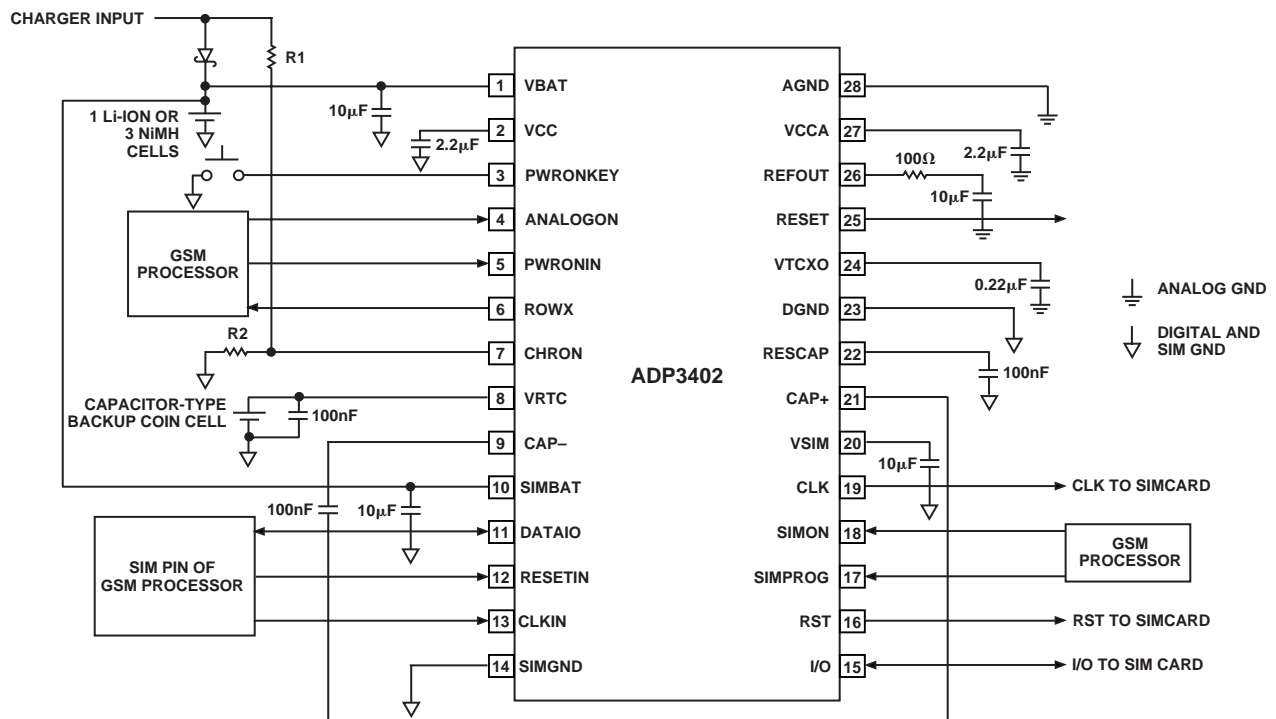 CHARGER INPUT
R1
1 VBAT
AGND 28
10μF
1 Li-ION OR
3 NiMH
CELLS
2 VCC
VCCA 27
2.2μF
2.2μF
100Ω
3 PWRONKEY
REFOUT 26
10μF
4 ANALOGON
RESET 25
GSM
PROCESSOR
5 PWRONIN
VTCXO 24
0.22μF
ANALOG GND
6 ROWX
DGND 23
DIGITAL AND
SIM GND
R2
7 CHRON
RESCAP 22
100nF
ADP3402
8 VRTC
CAP+ 21
CAPACITOR-TYPE
BACKUP COIN CELL
100nF
9 CAP–
VSIM 20
10μF
10 SIMBAT
CLK 19
CLK TO SIMCARD
100nF
10μF
11 DATAIO
SIMON 18
GSM
PROCESSOR
SIM PIN OF
GSM PROCESSOR
12 RESETIN
SIMPROG 17
13 CLKIN
RST 16
RST TO SIMCARD
14 SIMGND
I/O 15
I/O TO SIM CARD